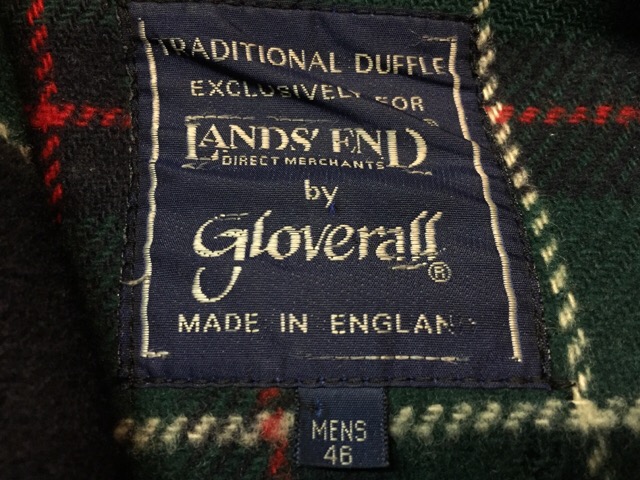 TRADITIONAL DUFFLE
EXCLUSIVELY FOR
LANDS' END
DIRECT MERCHANTS
by
Gloverall®
MADE IN ENGLAND
MENS
46